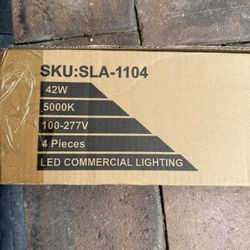 SKU:SLA-1104
42W
5000K
100-277V
4 Pieces
LED COMMERCIAL LIGHTING